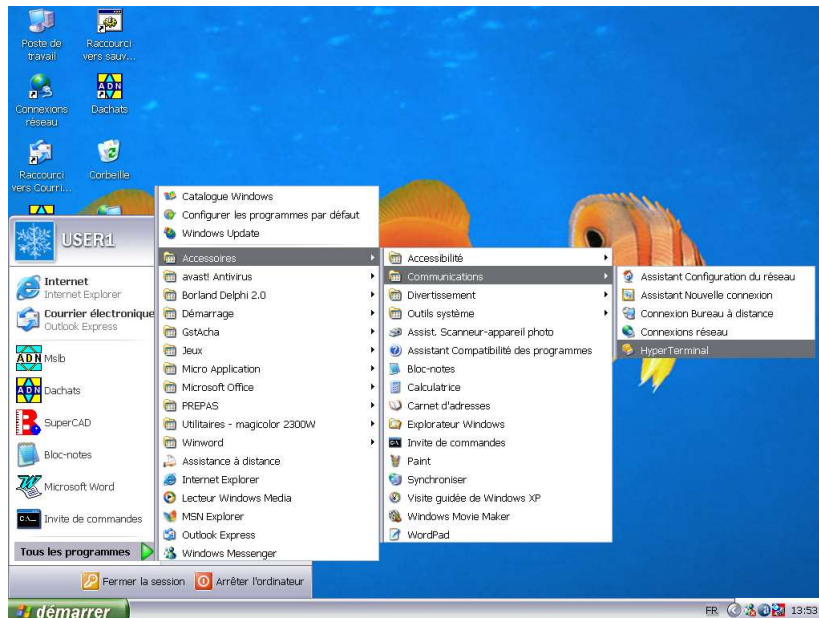 Poste de
travail
Raccourci
vers sauv...
Connexions
réseau
ADN
Dachats
Raccourci
vers Courri...
Corbeille
USER1
Internet
Internet Explorer
Courrier électronique
Outlook Express
ADN Mslb
ADN Dachats
SuperCAD
Bloc-notes
Microsoft Word
C:\_ Invite de commandes
Tous les programmes
Fermer la session
Arrêter l'ordinateur
démarrer
Catalogue Windows
Configurer les programmes par défaut
Windows Update
Accessoires
avast! Antivirus
Borland Delphi 2.0
Démarrage
GstAcha
Jeux
Micro Application
Microsoft Office
PREPAS
Utilitaires - magicolor 2300W
Winword
Assistance à distance
Internet Explorer
Lecteur Windows Media
MSN Explorer
Outlook Express
Windows Messenger
Accessibilité
Communications
Divertissement
Outils système
Assist. Scanneur-appareil photo
Assistant Compatibilité des programmes
Bloc-notes
Calculatrice
Carnet d'adresses
Explorateur Windows
Invite de commandes
Paint
Synchroniser
Visite guidée de Windows XP
Windows Movie Maker
WordPad
Assistant Configuration du réseau
Assistant Nouvelle connexion
Connexion Bureau à distance
Connexions réseau
HyperTerminal
FR
13:53